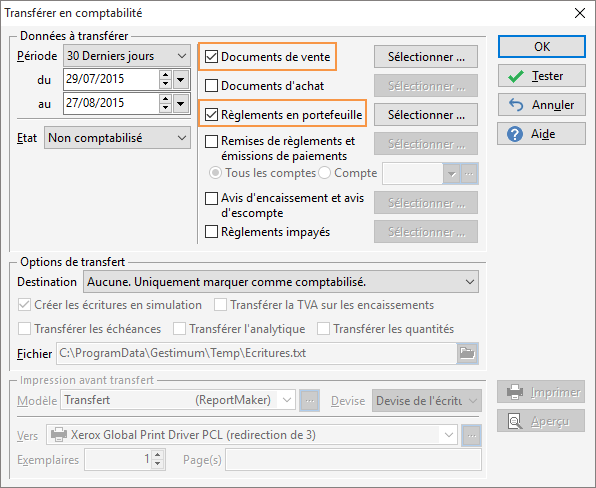 Transférer en comptabilité
Données à transférer
Période 30 Derniers jours
du 29/07/2015
au 27/08/2015
Etat Non comptabilisé
Documents de vente Sélectionner ...
Documents d'achat
Règlements en portefeuille Sélectionner ...
Remises de règlements et
émissions de paiements Sélectionner ...
Tous les comptes Compte ...
Avis d'encaissement et avis
d'escompte Sélectionner ...
Règlements impayés Sélectionner ...
OK
Tester
Annuler
Aide
Options de transfert
Destination Aucune. Uniquement marquer comme comptabilisé.
Créer les écritures en simulation Transférer la TVA sur les encaissements
Transférer les échéances Transférer l'analytique Transférer les quantités
Fichier C:\ProgramData\Gestimum\Temp\Ecritures.txt
Impression avant transfert
Modèle Transfert (ReportMaker) ... Devise Devise de l'écritu
Vers Xerox Global Print Driver PCL (redirection de 3) ...
Exemplaires 1 Page(s)
Imprimer
Aperçu